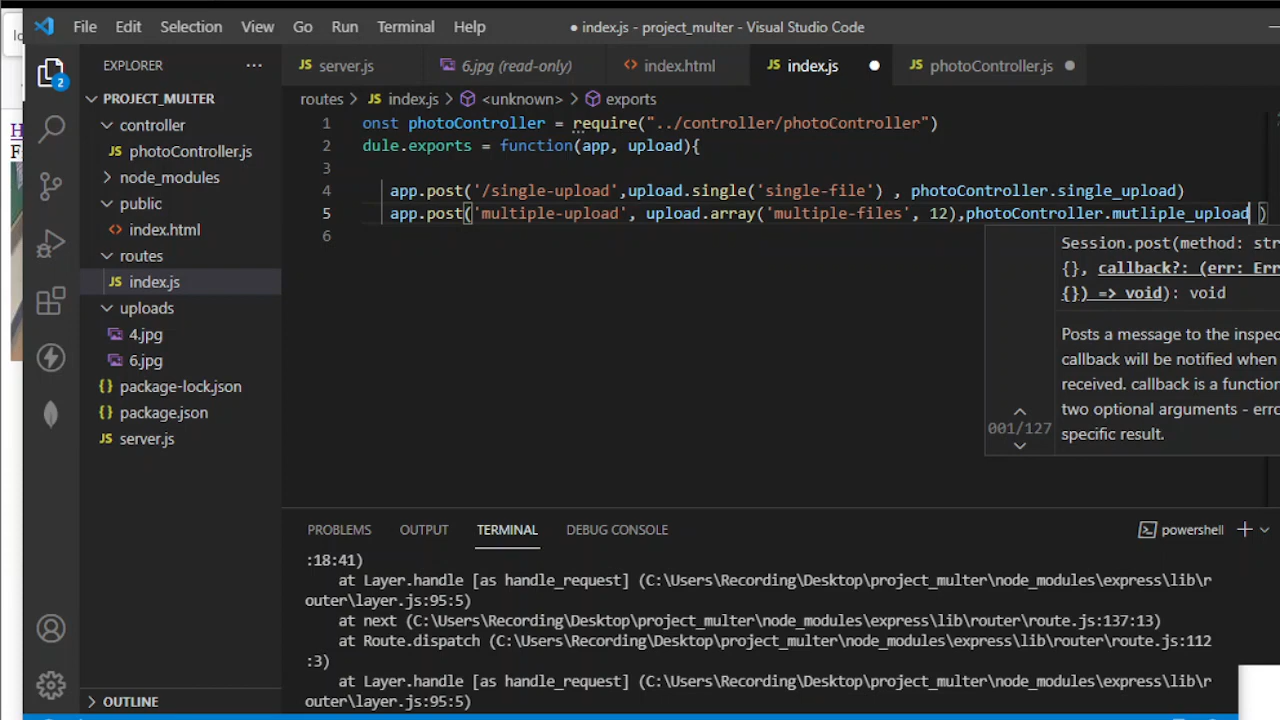 File Edit Selection View Go Run Terminal Help
● index.js - project_multer - Visual Studio Code
EXPLORER ···
JS server.js
6.jpg (read-only)
<> index.html
JS index.js ●
JS photoController.js ●
2
PROJECT_MULTER
controller
JS photoController.js
node_modules
public
<> index.html
routes
JS index.js
uploads
4.jpg
6.jpg
{} package-lock.json
{} package.json
JS server.js
OUTLINE
routes > JS index.js > <unknown> > exports
1 onst photoController = require("../controller/photoController")
2 dule.exports = function(app, upload){
3
4 app.post('/single-upload',upload.single('single-file') , photoController.single_upload)
5 app.post('multiple-upload', upload.array('multiple-files', 12),photoController.mutliple_upload )
6
Session.post(method: str
{}, callback?: (err: Err
{}) => void): void
Posts a message to the inspec
callback will be notified when
received. callback is a function
two optional arguments - erro
specific result.
001/127
PROBLEMS OUTPUT TERMINAL DEBUG CONSOLE
powershell
:18:41)
at Layer.handle [as handle_request] (C:\Users\Recording\Desktop\project_multer\node_modules\express\lib\r
outer\layer.js:95:5)
at next (C:\Users\Recording\Desktop\project_multer\node_modules\express\lib\router\route.js:137:13)
at Route.dispatch (C:\Users\Recording\Desktop\project_multer\node_modules\express\lib\router\route.js:112
:3)
at Layer.handle [as handle_request] (C:\Users\Recording\Desktop\project_multer\node_modules\express\lib\r
outer\layer.js:95:5)